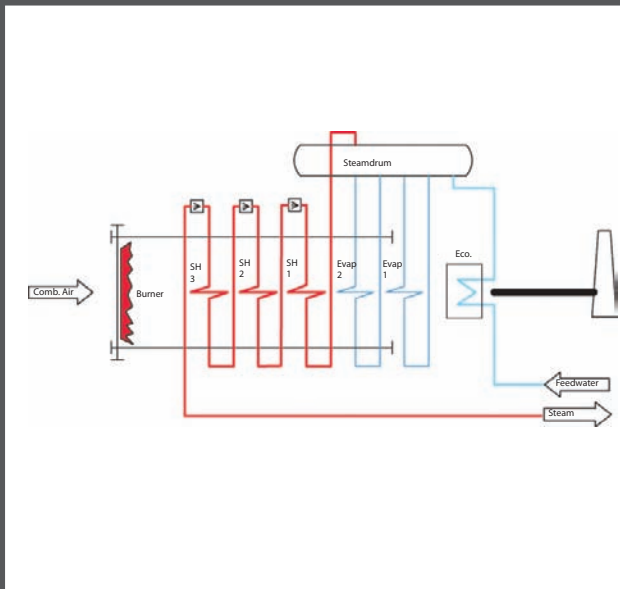 Steamdrum
SH
3
SH
2
SH
1
Evap
2
Evap
1
Eco.
Comb. Air
Burner
Feedwater
Steam